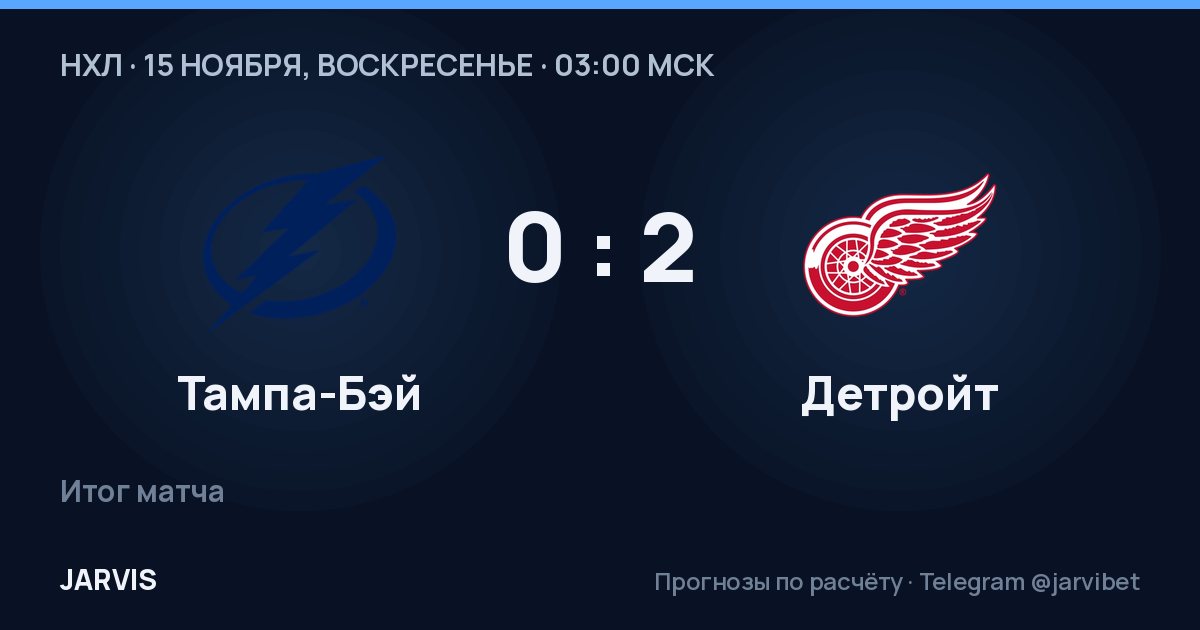 НХЛ · 15 НОЯБРЯ, ВОСКРЕСЕНЬЕ · 03:00 МСК
0 : 2
Тампа-Бэй
Детройт
Итог матча
JARVIS
Прогнозы по расчёту · Telegram @jarvibet